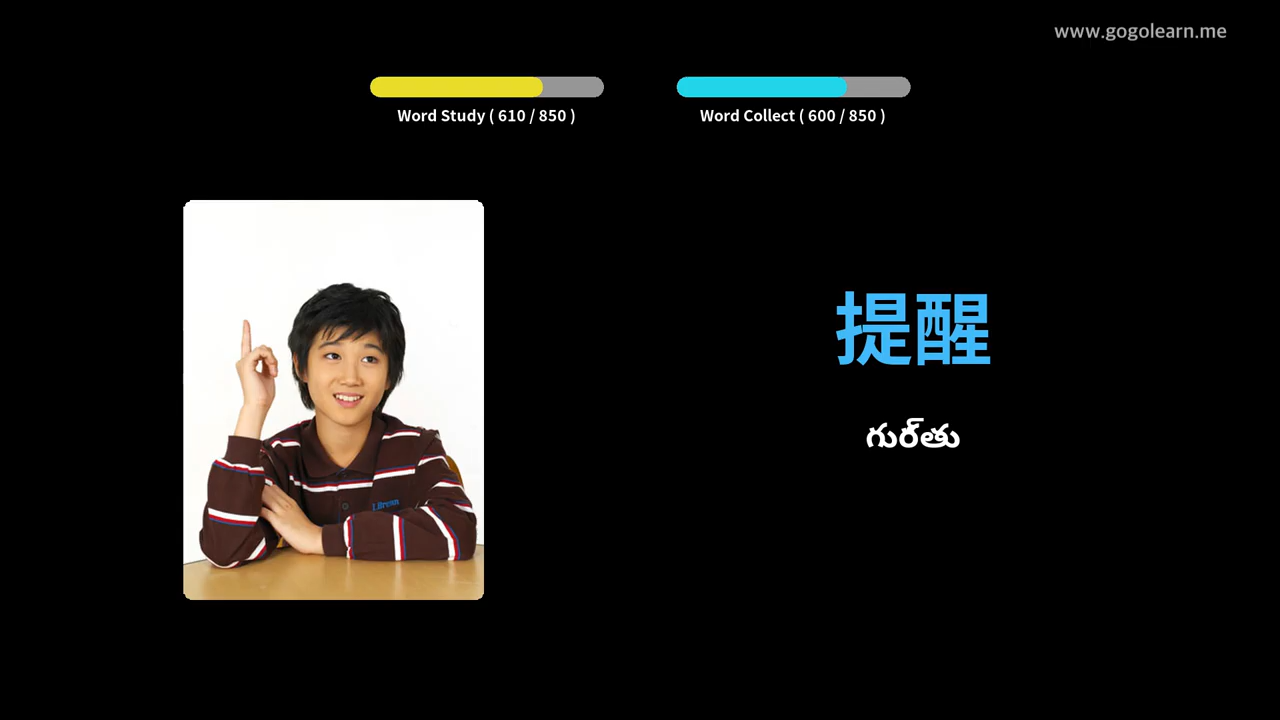 www.gogolearn.me
Word Study ( 610 / 850 )
Word Collect ( 600 / 850 )
提醒
గుర్‌తు